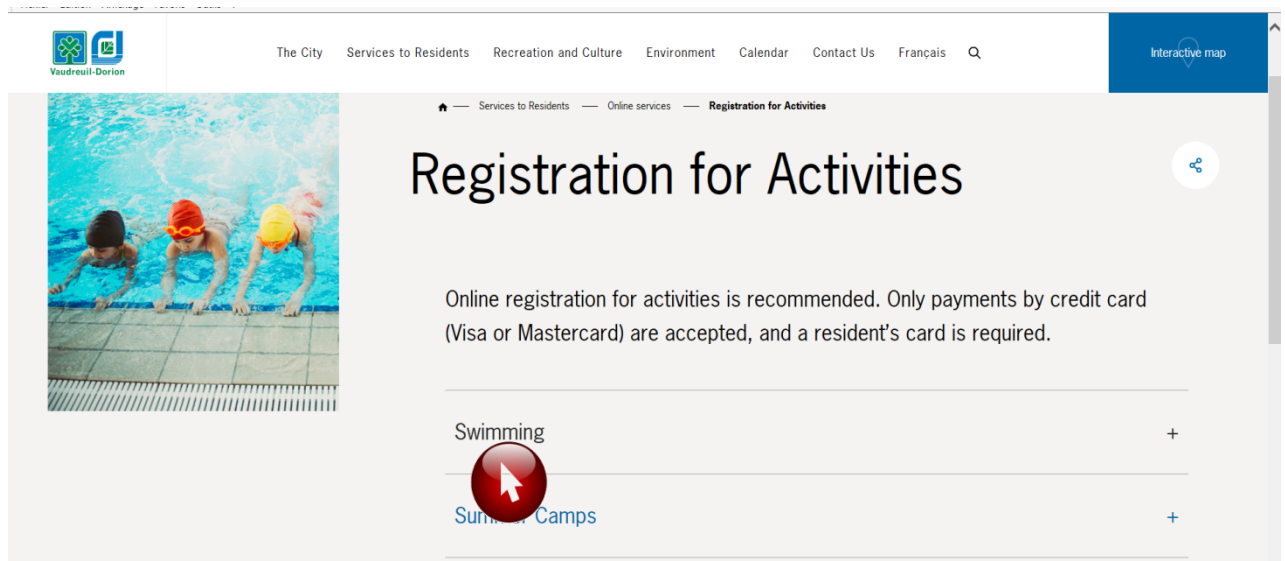 The City Services to Residents Recreation and Culture Environment Calendar Contact Us Français Interactive map
Vaudreuil-Dorion
Services to Residents Online services Registration for Activities
Registration for Activities
Online registration for activities is recommended. Only payments by credit card
(Visa or Mastercard) are accepted, and a resident's card is required.
Swimming +
Summer Camps +